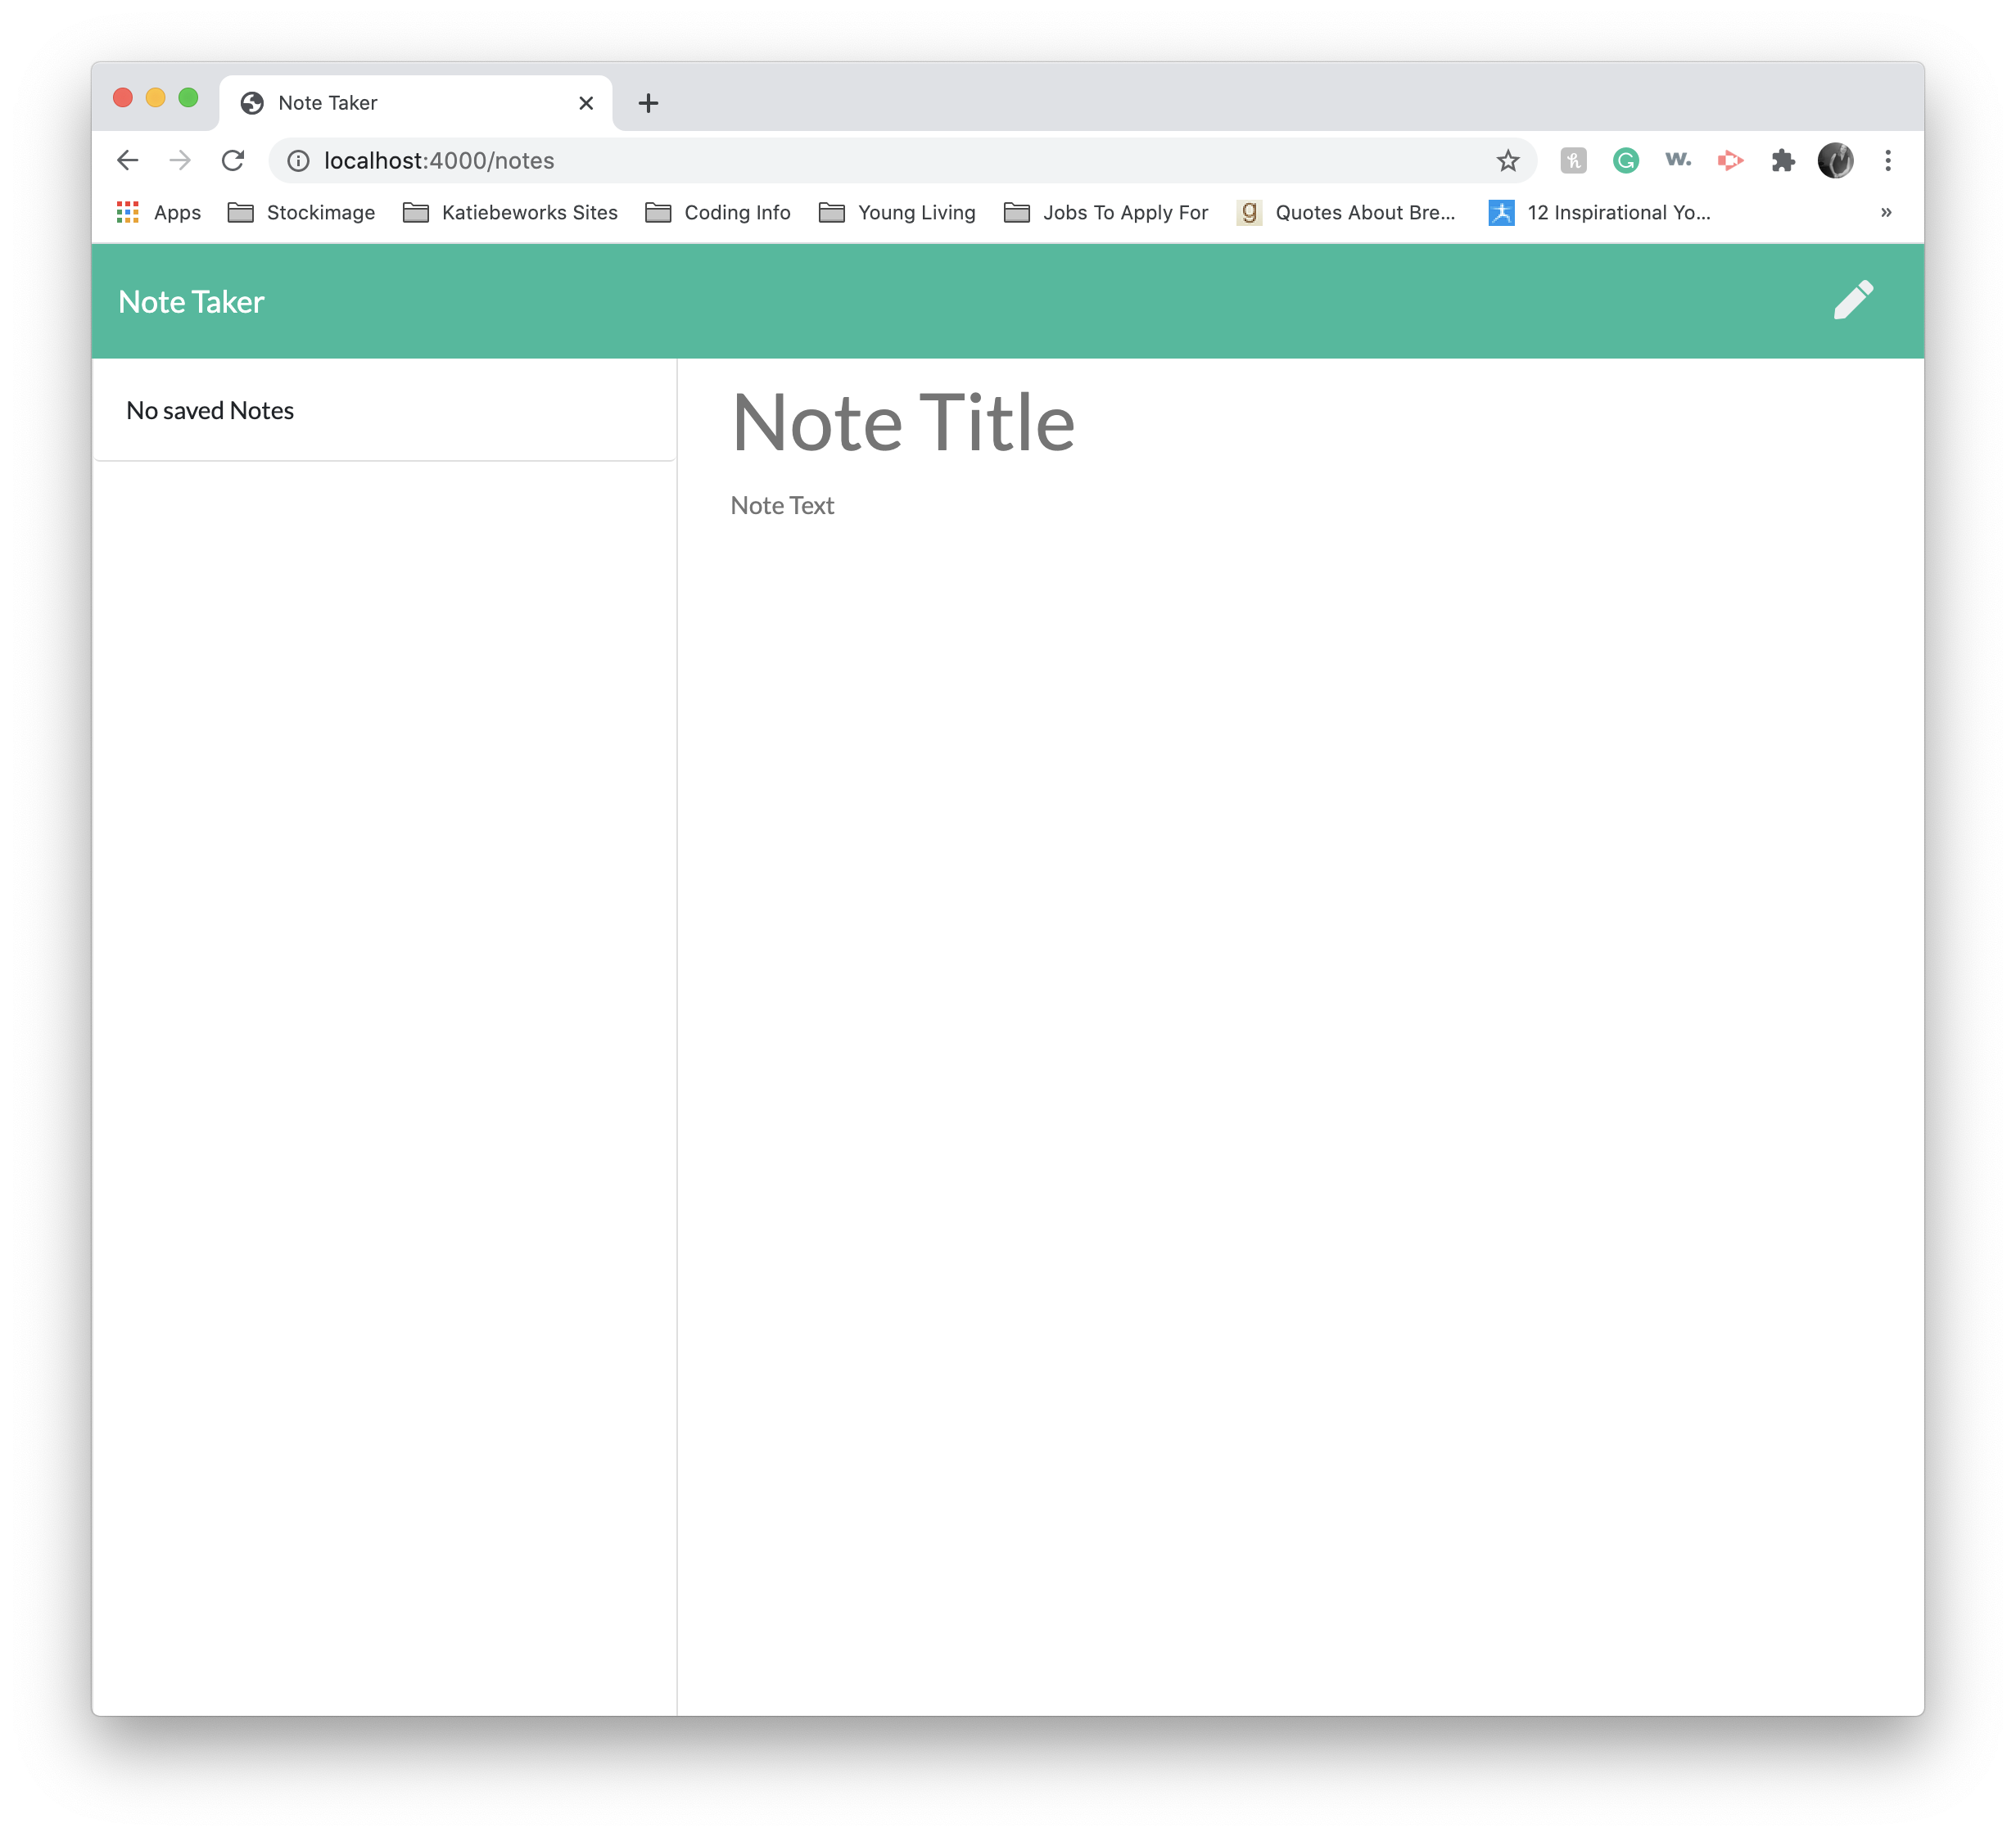 Note Taker
localhost:4000/notes
W.
Apps Stockimage Katiebeworks Sites Coding Info Young Living Jobs To Apply For g Quotes About Bre... 12 Inspirational Yo... »
Note Taker
No saved Notes
Note Title
Note Text